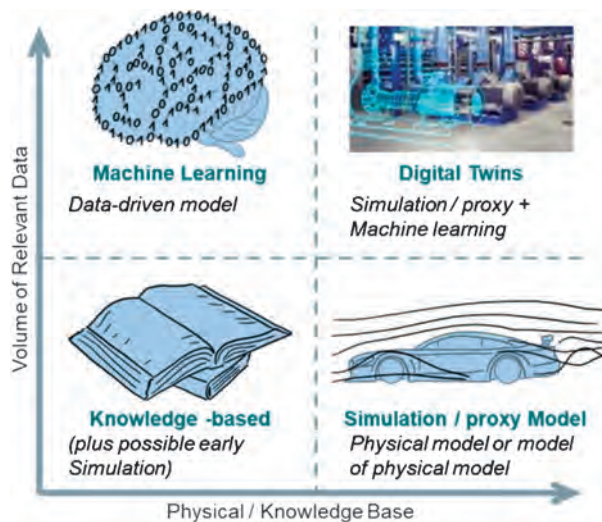 Volume of Relevant Data
Machine Learning
Data-driven model
Digital Twins
Simulation / proxy +
Machine learning
Knowledge -based
(plus possible early
Simulation)
Simulation / proxy Model
Physical model or model
of physical model
Physical / Knowledge Base